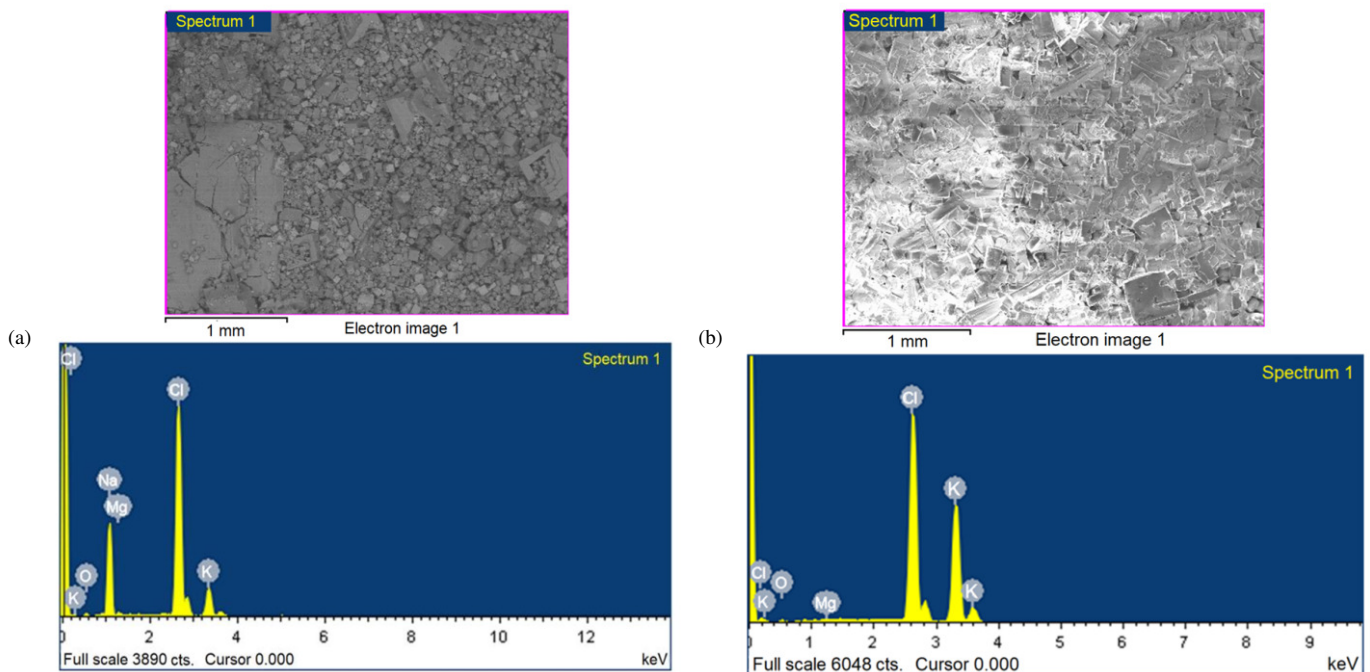 Spectrum 1
1 mm
Electron image 1
(a)
Spectrum 1
Cl
Cl
Na
Mg
O
K
K
0 2 4 6 8 10 12
Full scale 3890 cts. Cursor 0.000
keV
Spectrum 1
1 mm
Electron image 1
(b)
Spectrum 1
Cl
K
Cl
O
K
Mg
K
0 1 2 3 4 5 6 7 8 9
Full scale 6048 cts. Cursor 0.000
keV